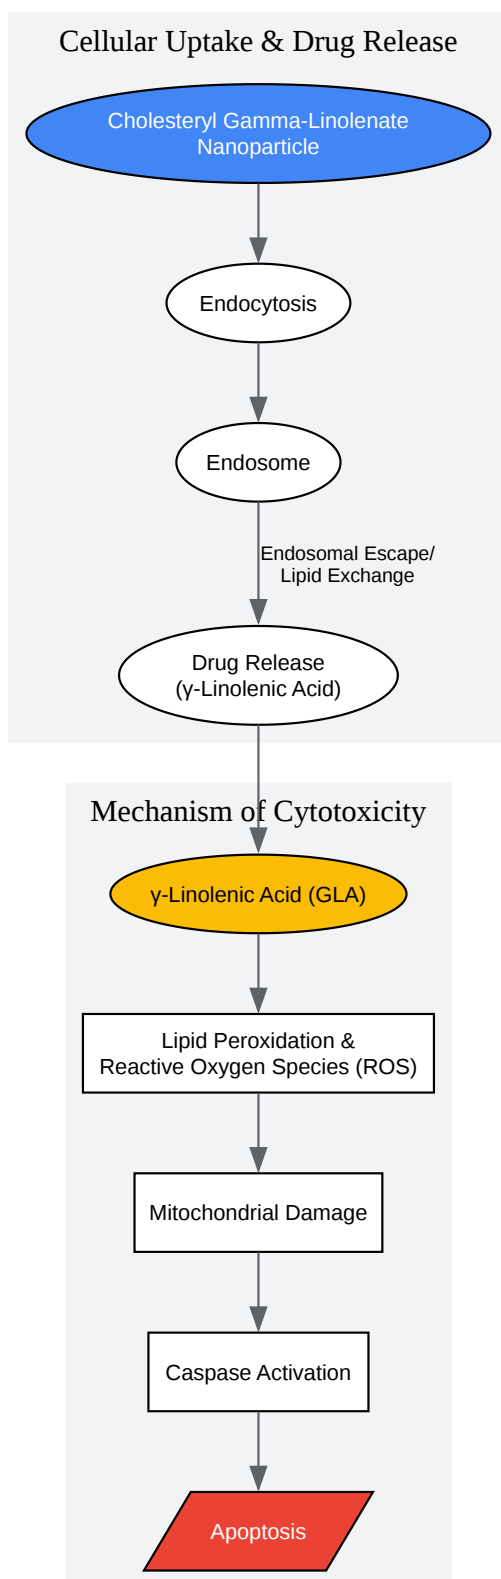 Cellular Uptake & Drug Release
Cholesteryl Gamma-Linolenate
Nanoparticle
Endocytosis
Endosome
Endosomal Escape/
Lipid Exchange
Drug Release
(γ-Linolenic Acid)
Mechanism of Cytotoxicity
γ-Linolenic Acid (GLA)
Lipid Peroxidation &
Reactive Oxygen Species (ROS)
Mitochondrial Damage
Caspase Activation
Apoptosis